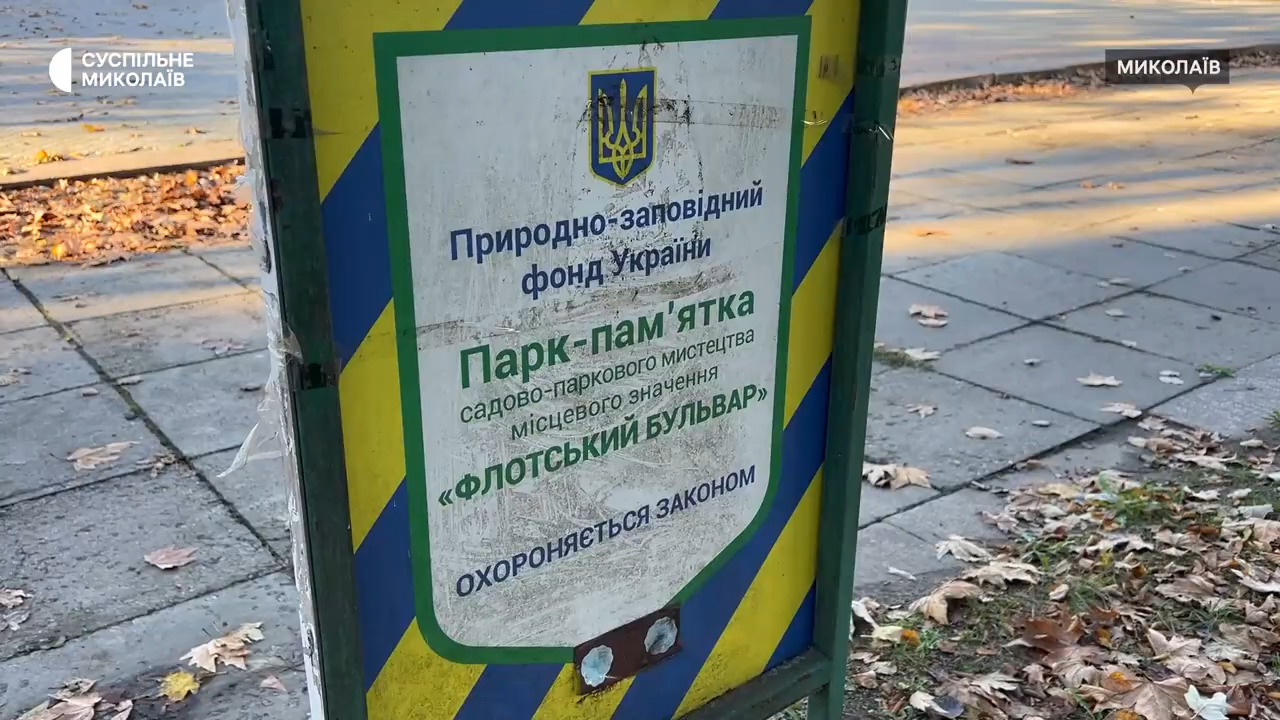 СУСПІЛЬНЕ
МИКОЛАЇВ
МИКОЛАЇВ
Природно-заповідний
фонд України
Парк-пам'ятка
садово-паркового мистецтва
місцевого значення
«ФЛОТСЬКИЙ БУЛЬВАР»
ОХОРОНЯЄТЬСЯ ЗАКОНОМ